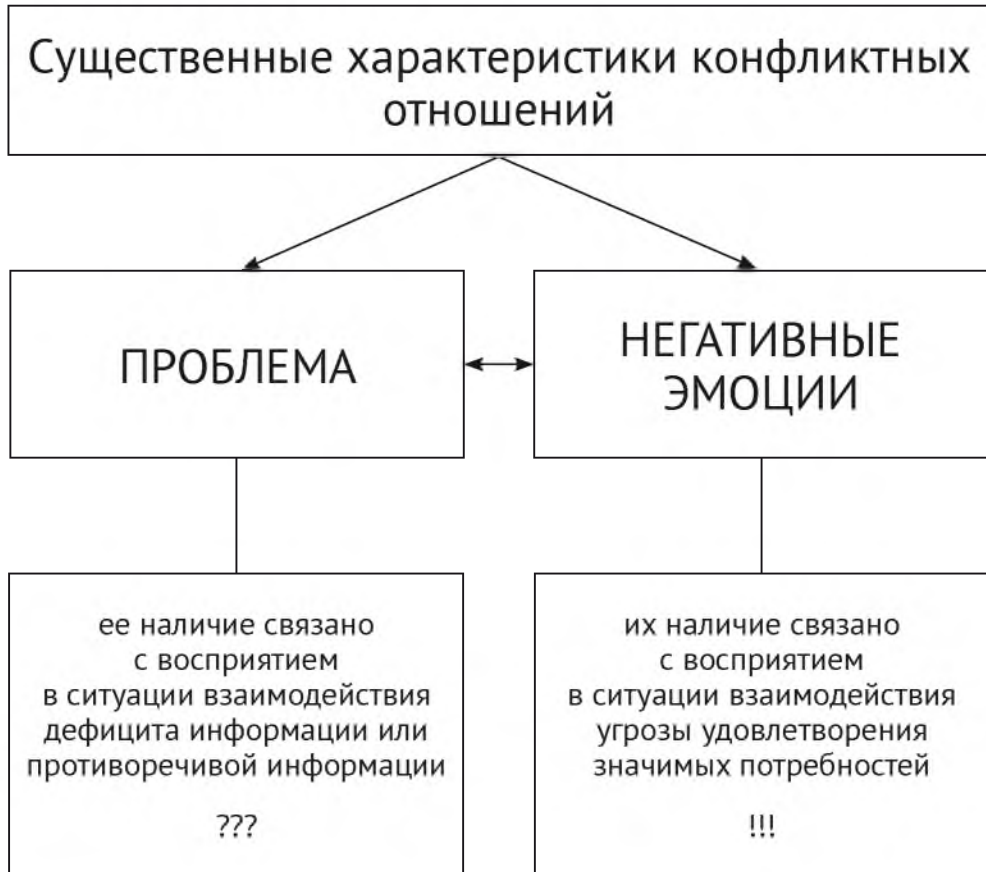 Существенные характеристики конфликтных
отношений
ПРОБЛЕМА
НЕГАТИВНЫЕ
ЭМОЦИИ
ее наличие связано
с восприятием
в ситуации взаимодействия
дефицита информации или
противоречивой информации
???
их наличие связано
с восприятием
в ситуации взаимодействия
угрозы удовлетворения
значимых потребностей
!!!